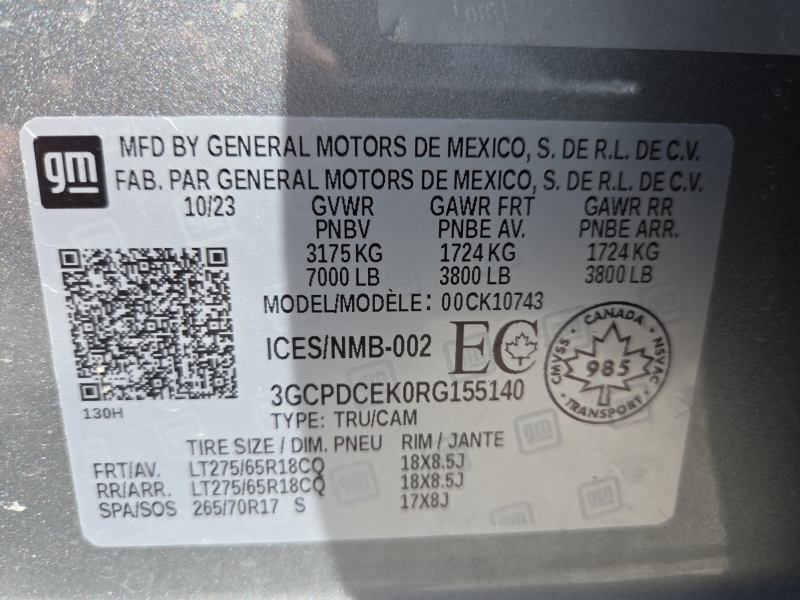 gm
MFD BY GENERAL MOTORS DE MEXICO, S. DE R.L. DE C.V.
FAB. PAR GENERAL MOTORS DE MEXICO, S. DE R.L. DE C.V.
10/23 GVWR GAWR FRT GAWR RR
PNBV PNBE AV. PNBE ARR.
3175 KG 1724 KG 1724 KG
7000 LB 3800 LB 3800 LB
MODEL/MODÈLE: 00CK10743
ICES/NMB-002 EC
CANADA
CMVSS 985 NSVAC
TRANSPORT
3GCPDCEK0RG155140
130H
TYPE: TRU/CAM
TIRE SIZE / DIM. PNEU RIM / JANTE
FRT/AV. LT275/65R18CQ 18X8.5J
RR/ARR. LT275/65R18CQ 18X8.5J
SPA/SOS 265/70R17 S 17X8J
gm
gm
gm